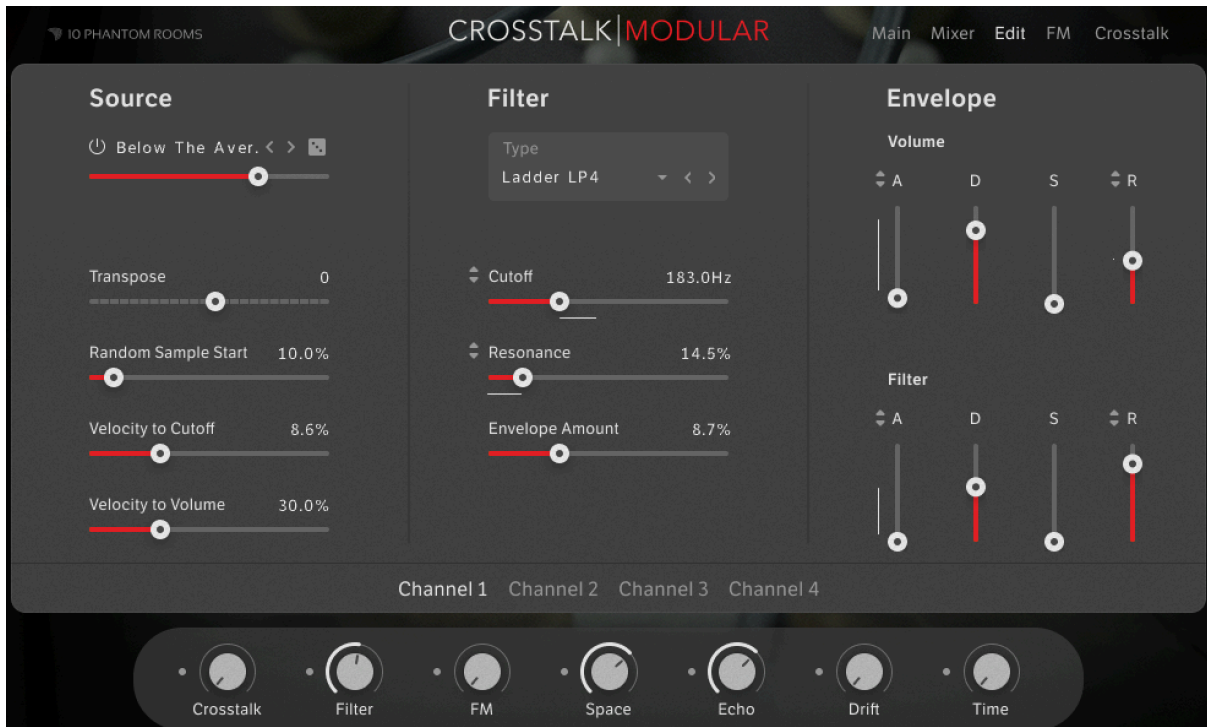 IO PHANTOM ROOMS
CROSSTALK|MODULAR
Main Mixer Edit FM Crosstalk
Source
Below The Aver.
Transpose 0
Random Sample Start 10.0%
Velocity to Cutoff 8.6%
Velocity to Volume 30.0%
Filter
Type
Ladder LP4
Cutoff 183.0Hz
Resonance 14.5%
Envelope Amount 8.7%
Envelope
Volume
A D S R
Filter
A D S R
Channel 1 Channel 2 Channel 3 Channel 4
Crosstalk Filter FM Space Echo Drift Time